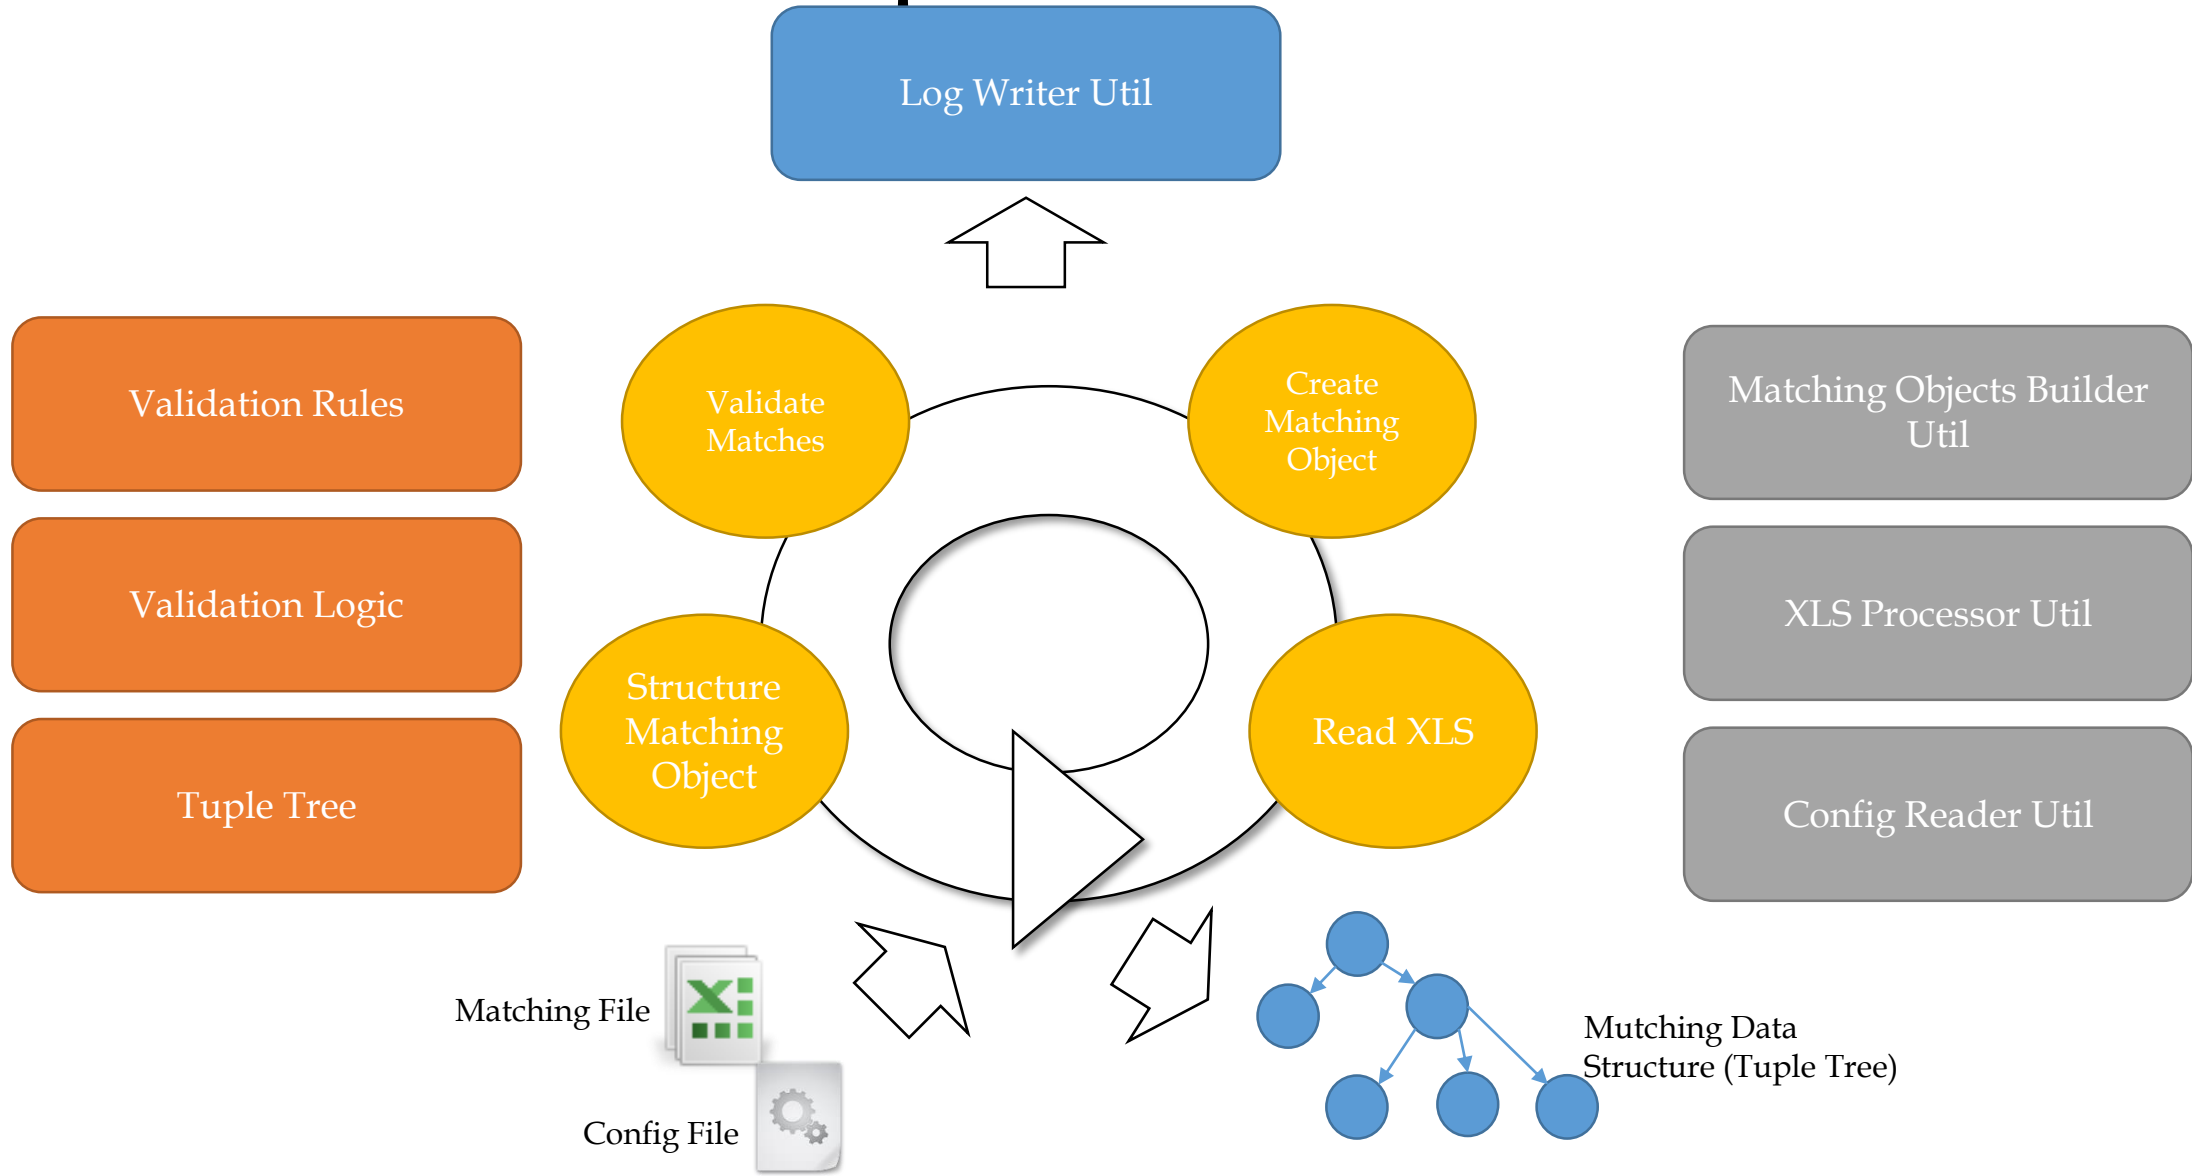 Log Writer Util
Validation Rules
Validation Logic
Tuple Tree
Validate
Matches
Create
Matching
Object
Structure
Matching
Object
Read XLS
Matching Objects Builder
Util
XLS Processor Util
Config Reader Util
Matching File
Config File
Mutching Data
Structure (Tuple Tree)